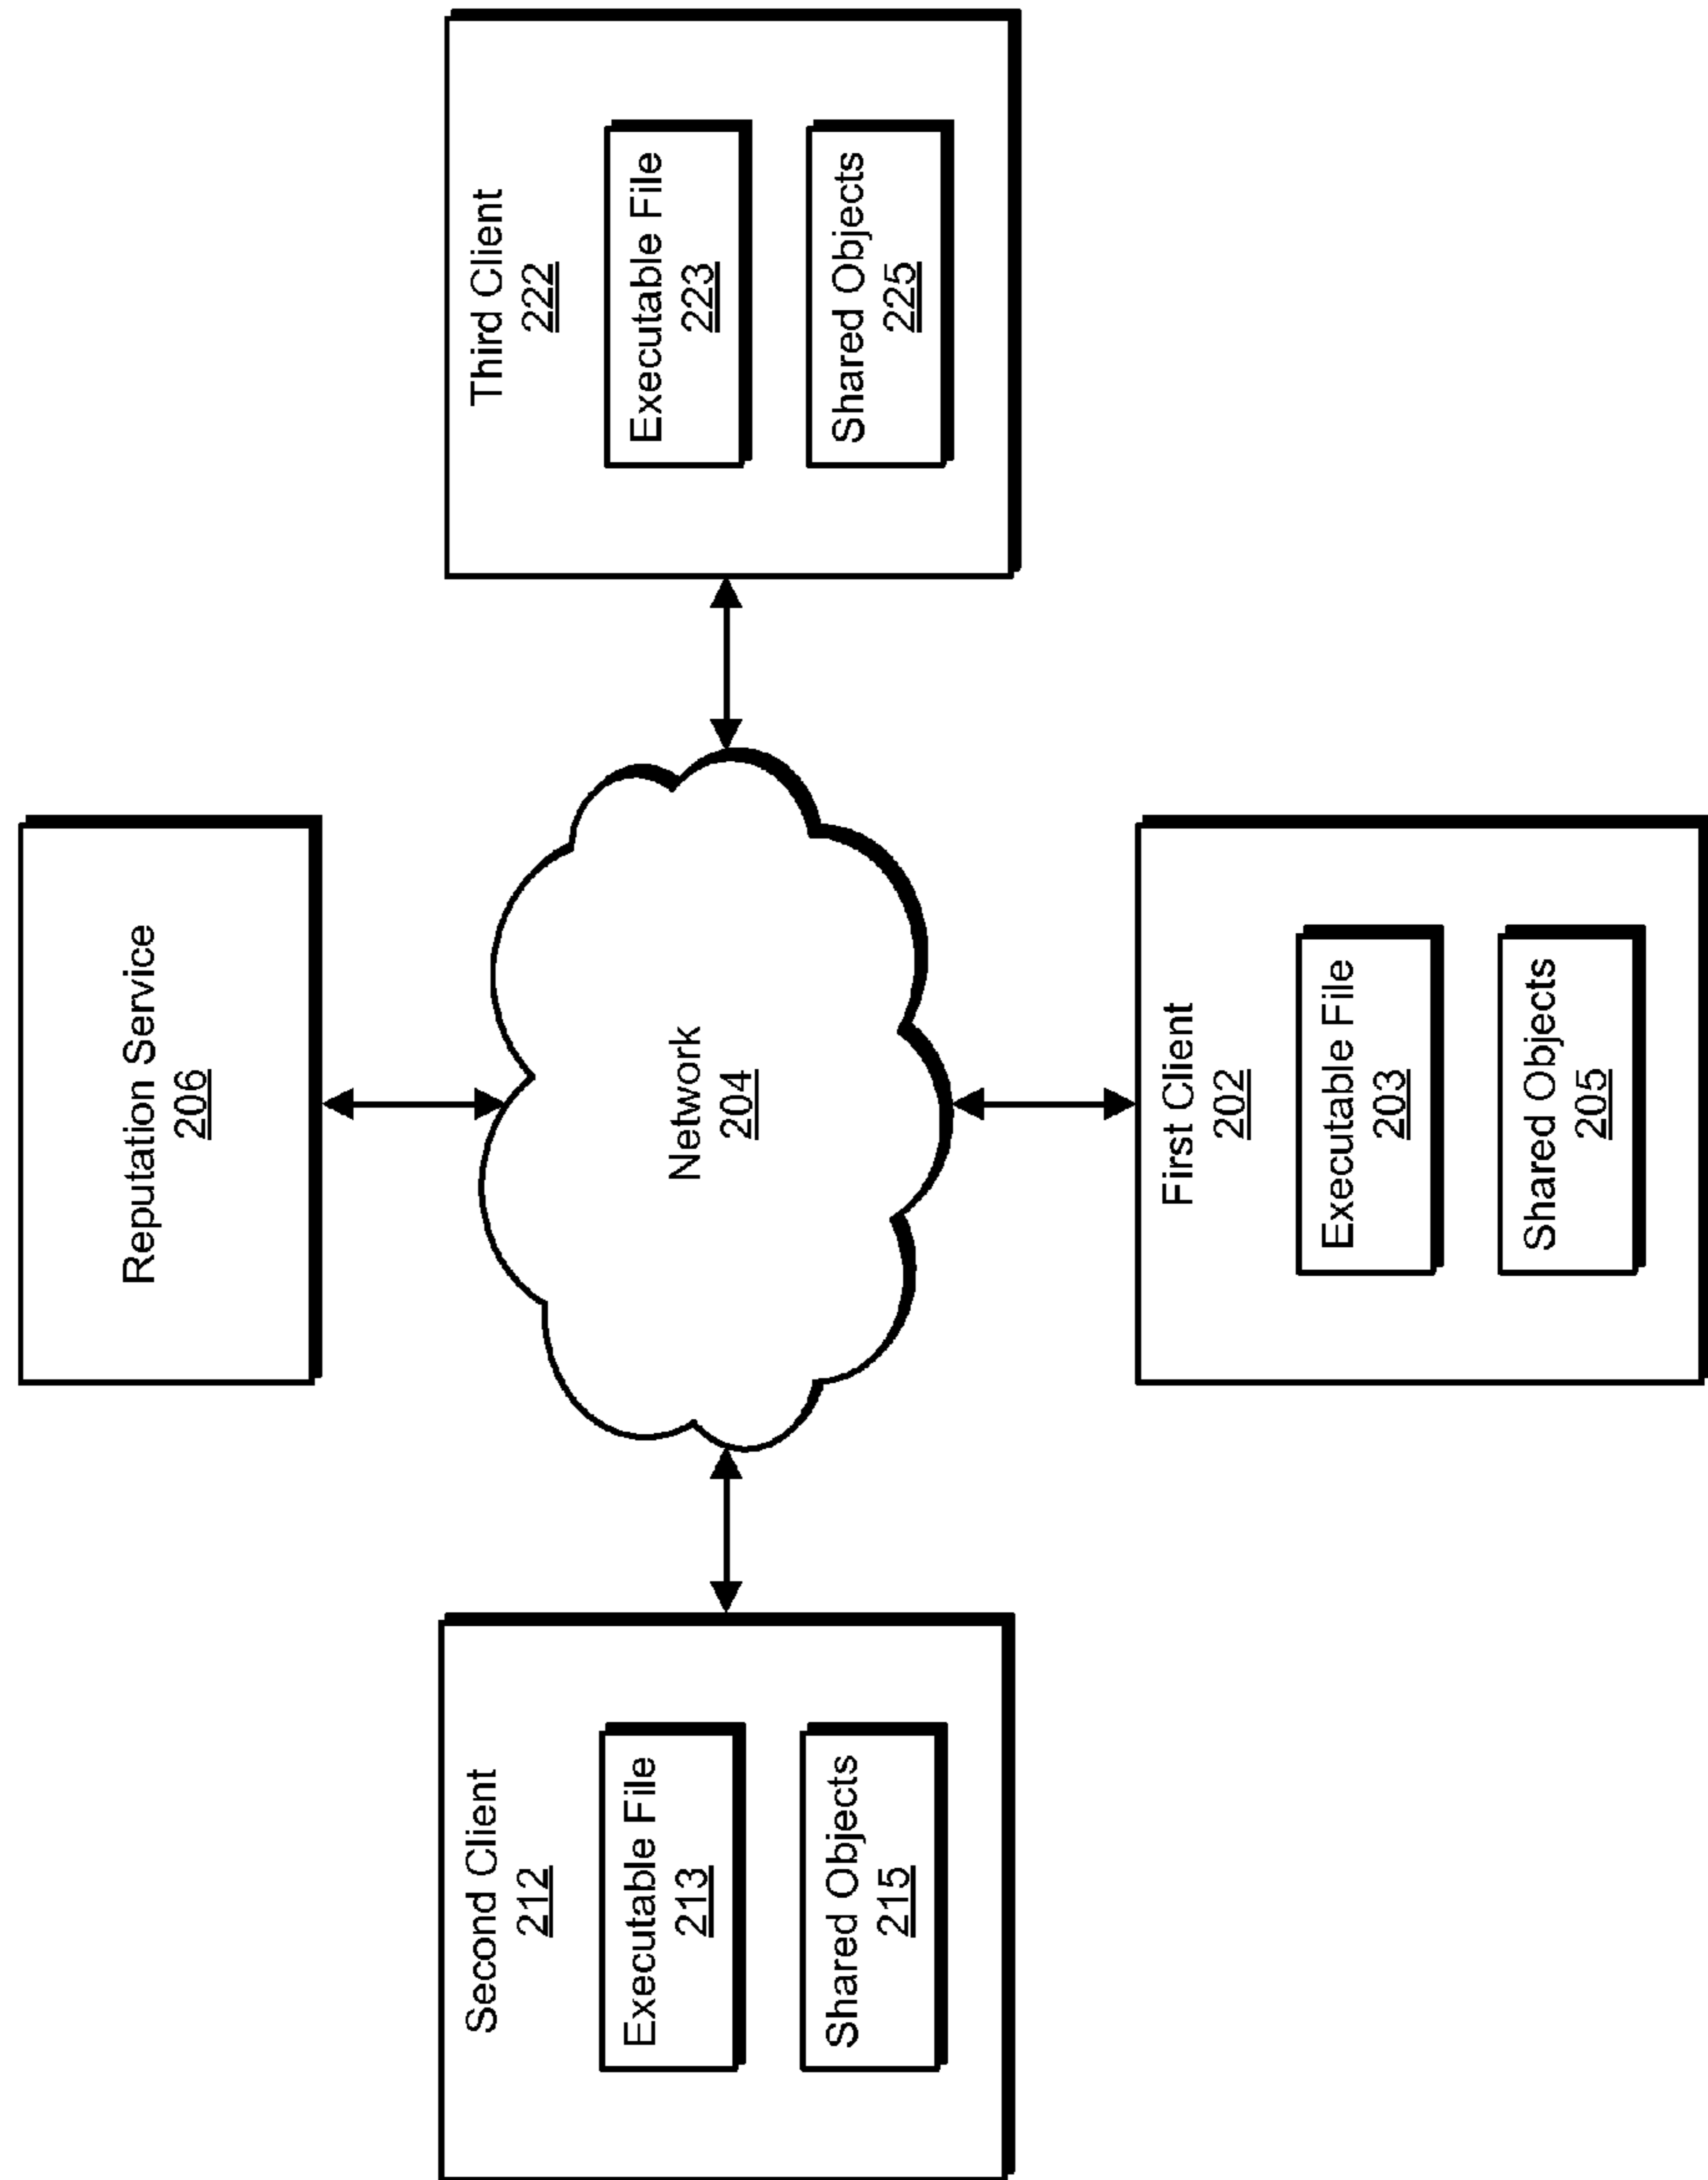 Reputation Service
206
Second Client
212
Executable File
213
Shared Objects
215
Network
204
Third Client
222
Executable File
223
Shared Objects
225
First Client
202
Executable File
203
Shared Objects
205